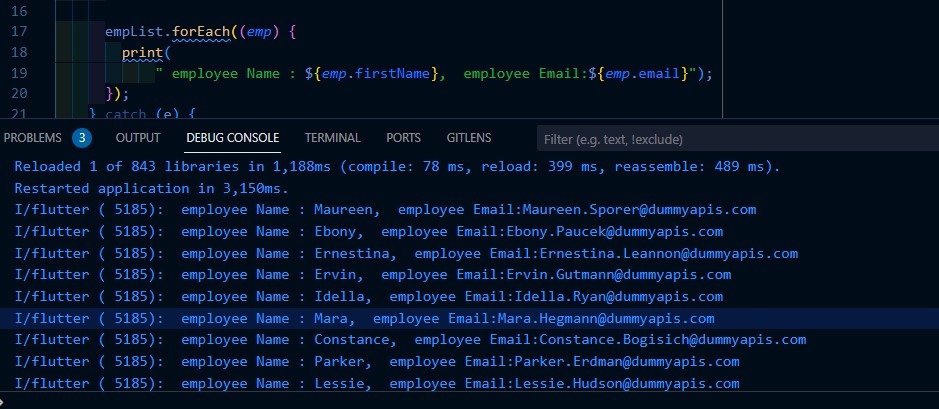 16
17 empList.forEach((emp) {
18 print(
19 " employee Name : ${emp.firstName},  employee Email:${emp.email}");
20 });
21 } catch (e) {
PROBLEMS 3 OUTPUT DEBUG CONSOLE TERMINAL PORTS GITLENS Filter (e.g. text, !exclude)
Reloaded 1 of 843 libraries in 1,188ms (compile: 78 ms, reload: 399 ms, reassemble: 489 ms).
Restarted application in 3,150ms.
I/flutter ( 5185):  employee Name : Maureen,  employee Email:Maureen.Sporer@dummyapis.com
I/flutter ( 5185):  employee Name : Ebony,  employee Email:Ebony.Paucek@dummyapis.com
I/flutter ( 5185):  employee Name : Ernestina,  employee Email:Ernestina.Leannon@dummyapis.com
I/flutter ( 5185):  employee Name : Ervin,  employee Email:Ervin.Gutmann@dummyapis.com
I/flutter ( 5185):  employee Name : Idella,  employee Email:Idella.Ryan@dummyapis.com
I/flutter ( 5185):  employee Name : Mara,  employee Email:Mara.Hegmann@dummyapis.com
I/flutter ( 5185):  employee Name : Constance,  employee Email:Constance.Bogisich@dummyapis.com
I/flutter ( 5185):  employee Name : Parker,  employee Email:Parker.Erdman@dummyapis.com
I/flutter ( 5185):  employee Name : Lessie,  employee Email:Lessie.Hudson@dummyapis.com